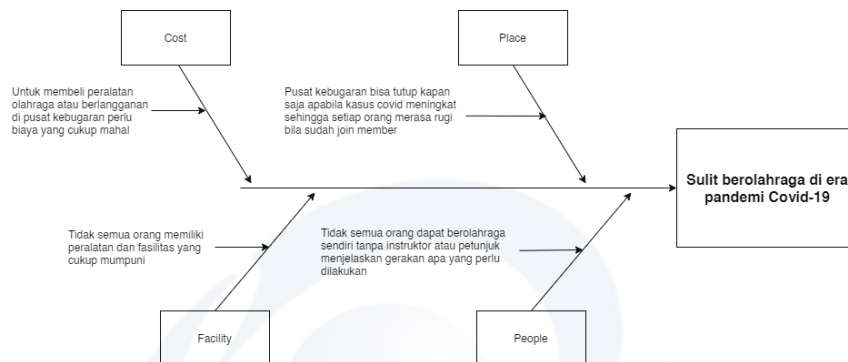 Cost
Place
Untuk membeli peralatan
olahraga atau berlangganan
di pusat kebugaran perlu
biaya yang cukup mahal
Pusat kebugaran bisa tutup kapan
saja apabila kasus covid meningkat
sehingga setiap orang merasa rugi
bila sudah join member
Sulit berolahraga di era
pandemi Covid-19
Tidak semua orang memiliki
peralatan dan fasilitas yang
cukup mumpuni
Tidak semua orang dapat berolahraga
sendiri tanpa instruktor atau petunjuk
menjelaskan gerakan apa yang perlu
dilakukan
Facility
People